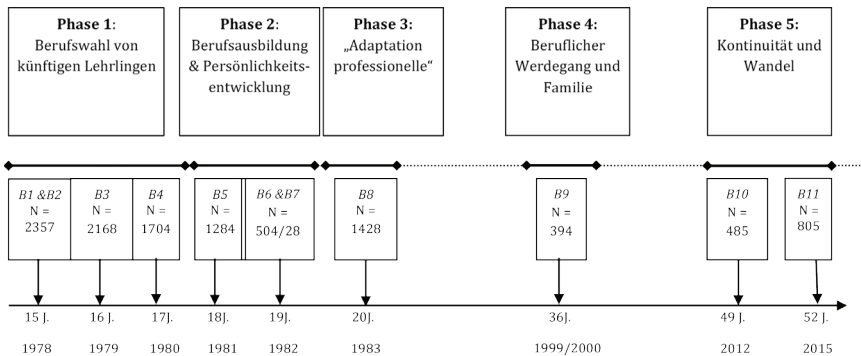 Phase 1:
Berufswahl von
künftigen Lehrlingen
Phase 2:
Berufsausbildung
& Persönlichkeits-
entwicklung
Phase 3:
„Adaptation
professionelle“
Phase 4:
Beruflicher
Werdegang und
Familie
Phase 5:
Kontinuität und
Wandel
B1 &B2
N =
2357
B3
N =
2168
B4
N =
1704
B5
N =
1284
B6 &B7
N =
504/28
B8
N =
1428
B9
N =
394
B10
N =
485
B11
N =
805
15 J. 16 J. 17J. 18J. 19J. 20J. 36J. 49 J. 52 J.
1978 1979 1980 1981 1982 1983 1999/2000 2012 2015